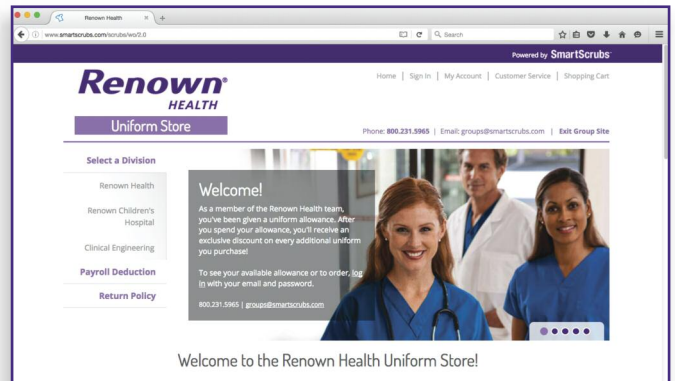 Renown Health
www.smartscrubs.com/scrubs/wo/2.0
Search
Powered by SmartScrubs
Renown®
HEALTH
Uniform Store
Home | Sign In | My Account | Customer Service | Shopping Cart
Phone: 800.231.5965 | Email: groups@smartscrubs.com | Exit Group Site
Select a Division
Renown Health
Renown Children's
Hospital
Clinical Engineering
Payroll Deduction
Return Policy
Welcome!
As a member of the Renown Health team,
you've been given a uniform allowance. After
you spend your allowance, you'll receive an
exclusive discount on every additional uniform
you purchase!
To see your available allowance or to order, log
in with your email and password.
800.231.5965 | groups@smartscrubs.com
Welcome to the Renown Health Uniform Store!